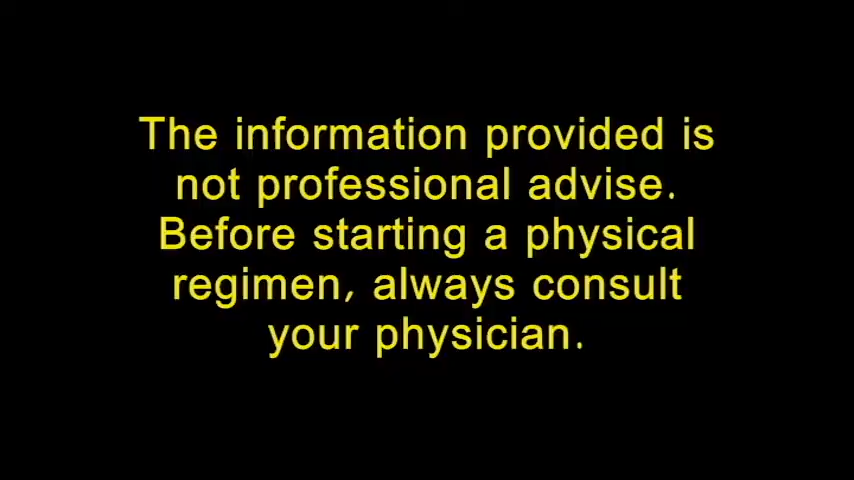 The information provided is
not professional advise.
Before starting a physical
regimen, always consult
your physician.